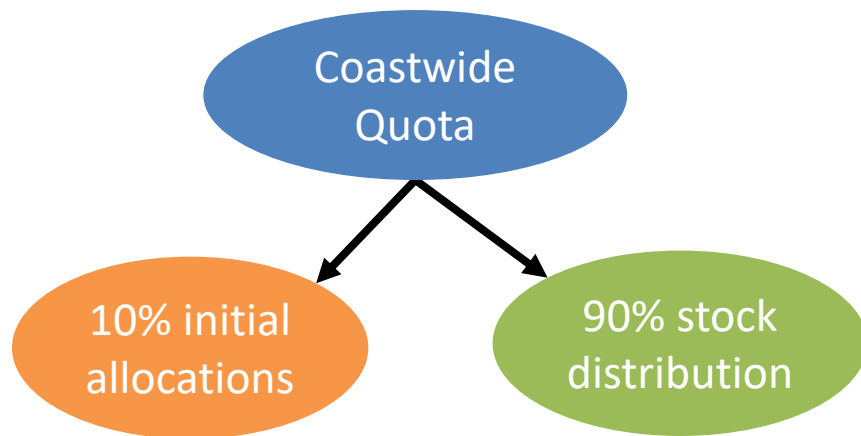 Coastwide
Quota
10% initial
allocations
90% stock
distribution